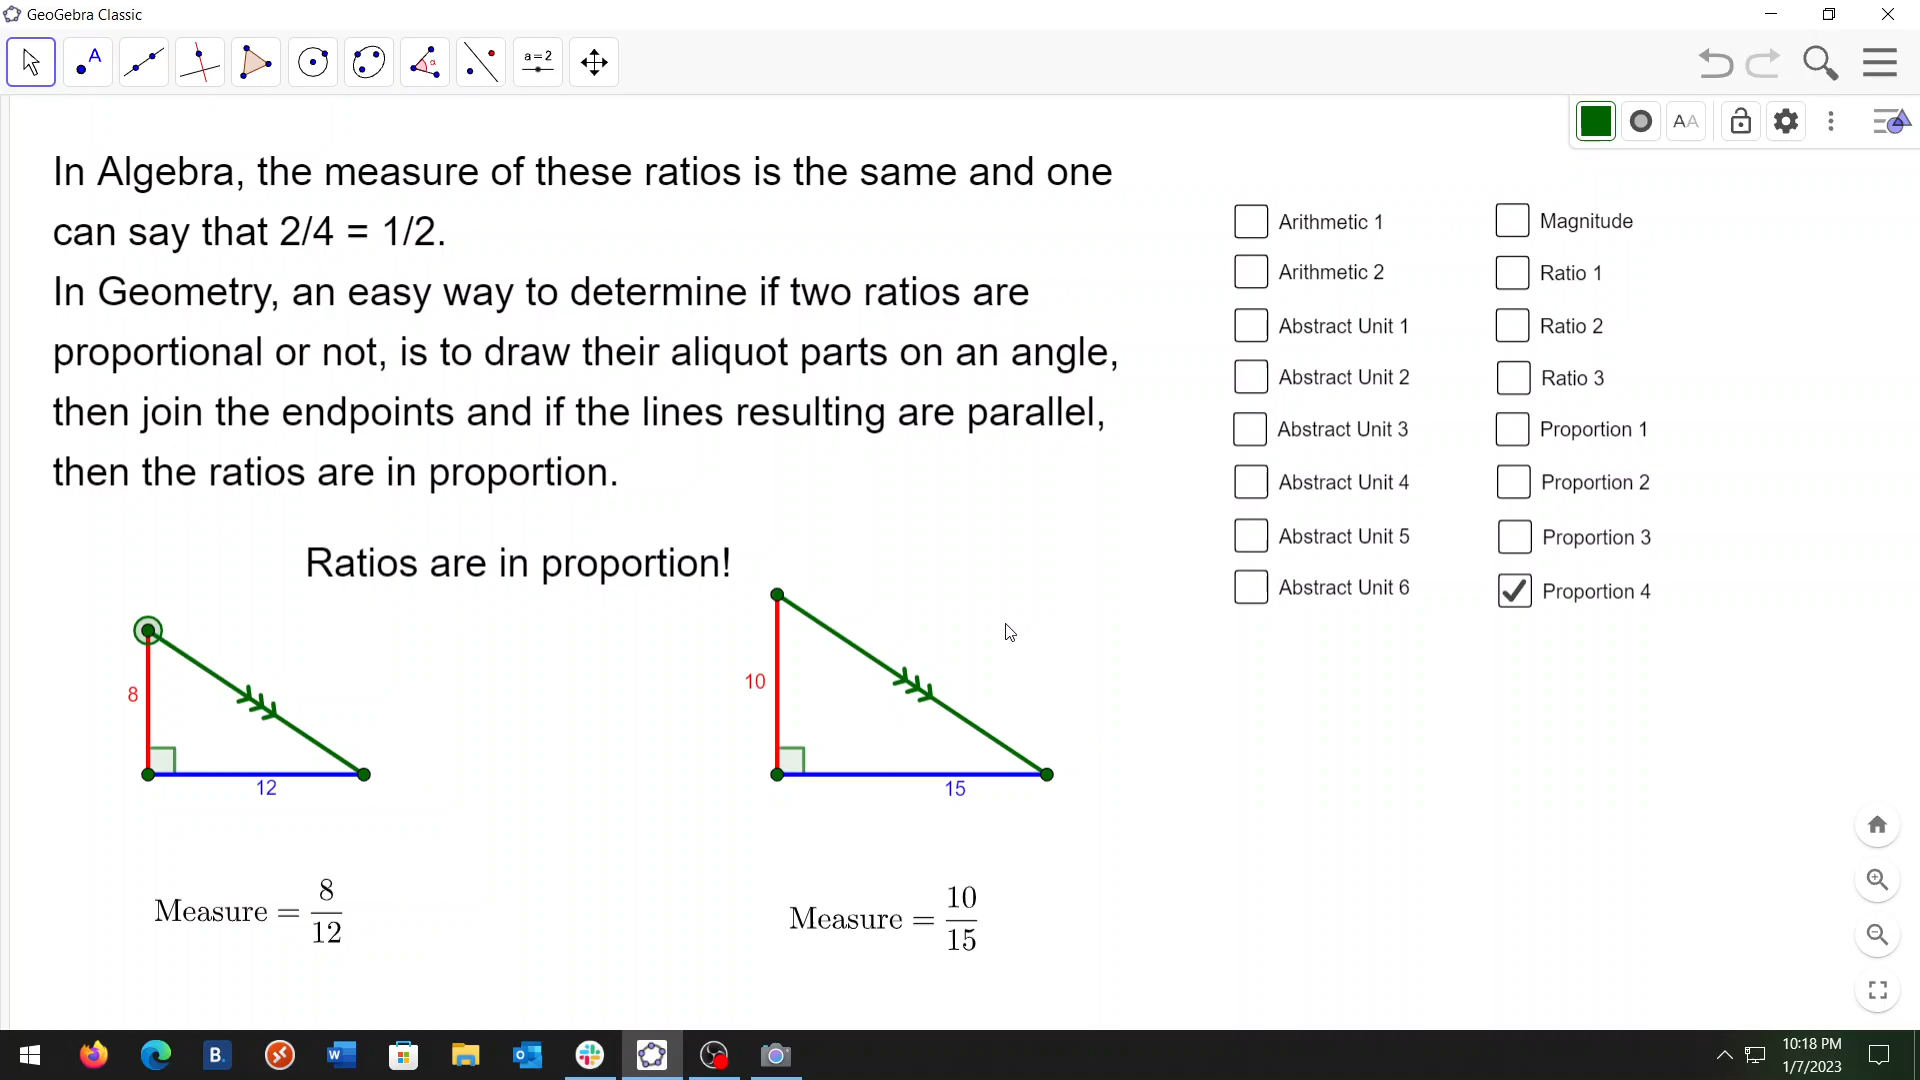 GeoGebra Classic
A
α
a=2
AA
In Algebra, the measure of these ratios is the same and one
can say that 2/4 = 1/2.
In Geometry, an easy way to determine if two ratios are
proportional or not, is to draw their aliquot parts on an angle,
then join the endpoints and if the lines resulting are parallel,
then the ratios are in proportion.
Ratios are in proportion!
8
12
10
15
Measure = 8/12
Measure = 10/15
Arithmetic 1
Arithmetic 2
Abstract Unit 1
Abstract Unit 2
Abstract Unit 3
Abstract Unit 4
Abstract Unit 5
Abstract Unit 6
Magnitude
Ratio 1
Ratio 2
Ratio 3
Proportion 1
Proportion 2
Proportion 3
Proportion 4
B.
W
O
10:18 PM
1/7/2023